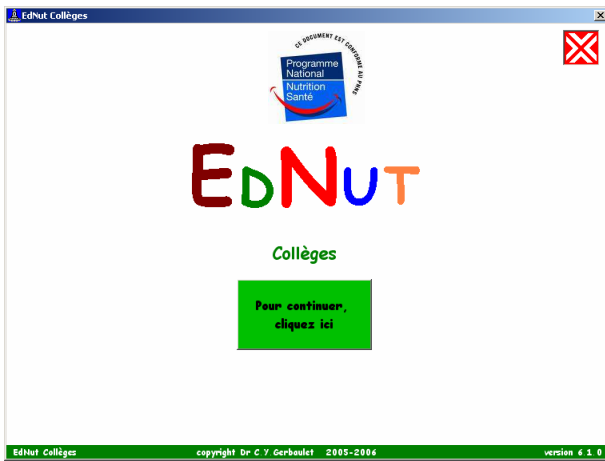 EdNut Collèges
CE DOCUMENT EST CONFORME AU PNNS
Programme
National
Nutrition
Santé
EDNUT
Collèges
Pour continuer,
cliquez ici
EdNut Collèges copyright Dr C.Y.Gerbaulet 2005-2006 version 6.1.0